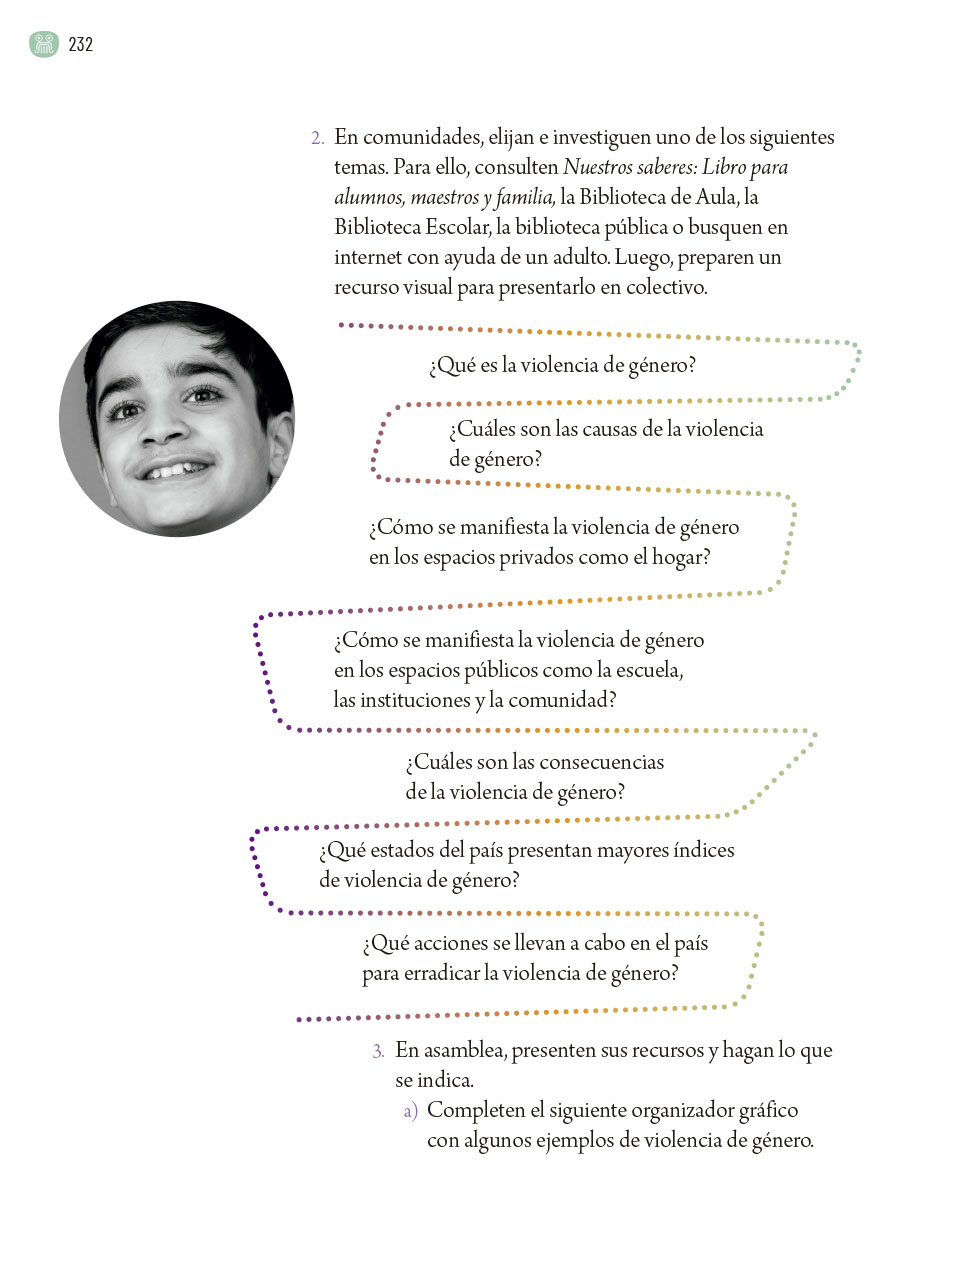 232
2. En comunidades, elijan e investiguen uno de los siguientes
temas. Para ello, consulten Nuestros saberes: Libro para
alumnos, maestros y familia, la Biblioteca de Aula, la
Biblioteca Escolar, la biblioteca pública o busquen en
internet con ayuda de un adulto. Luego, preparen un
recurso visual para presentarlo en colectivo.
¿Qué es la violencia de género?
¿Cuáles son las causas de la violencia
de género?
¿Cómo se manifiesta la violencia de género
en los espacios privados como el hogar?
¿Cómo se manifiesta la violencia de género
en los espacios públicos como la escuela,
las instituciones y la comunidad?
¿Cuáles son las consecuencias
de la violencia de género?
¿Qué estados del país presentan mayores índices
de violencia de género?
¿Qué acciones se llevan a cabo en el país
para erradicar la violencia de género?
3. En asamblea, presenten sus recursos y hagan lo que
se indica.
a) Completen el siguiente organizador gráfico
con algunos ejemplos de violencia de género.